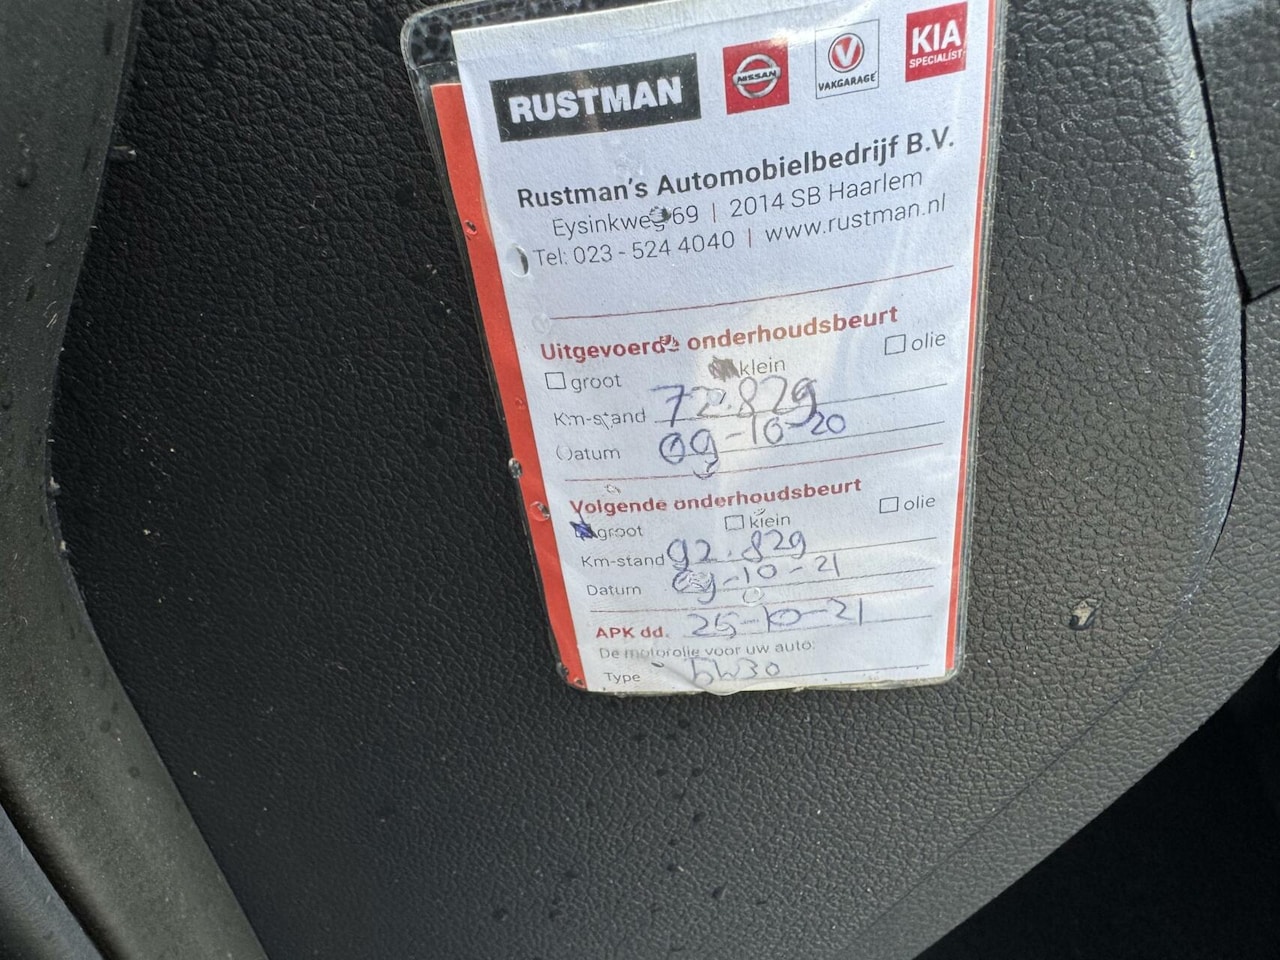 RUSTMAN
NISSAN
VAKGARAGE
KIA
SPECIALIST
Rustman's Automobielbedrijf B.V.
Eysinkweg 69 | 2014 SB Haarlem
Tel: 023 - 524 4040 | www.rustman.nl
Uitgevoerde onderhoudsbeurt
groot klein olie
Km-stand 72.829
Datum 09-10-20
Volgende onderhoudsbeurt
groot klein olie
Km-stand 92.829
Datum 09-10-21
APK dd. 25-10-21
De motorolie voor uw auto:
Type 5W30